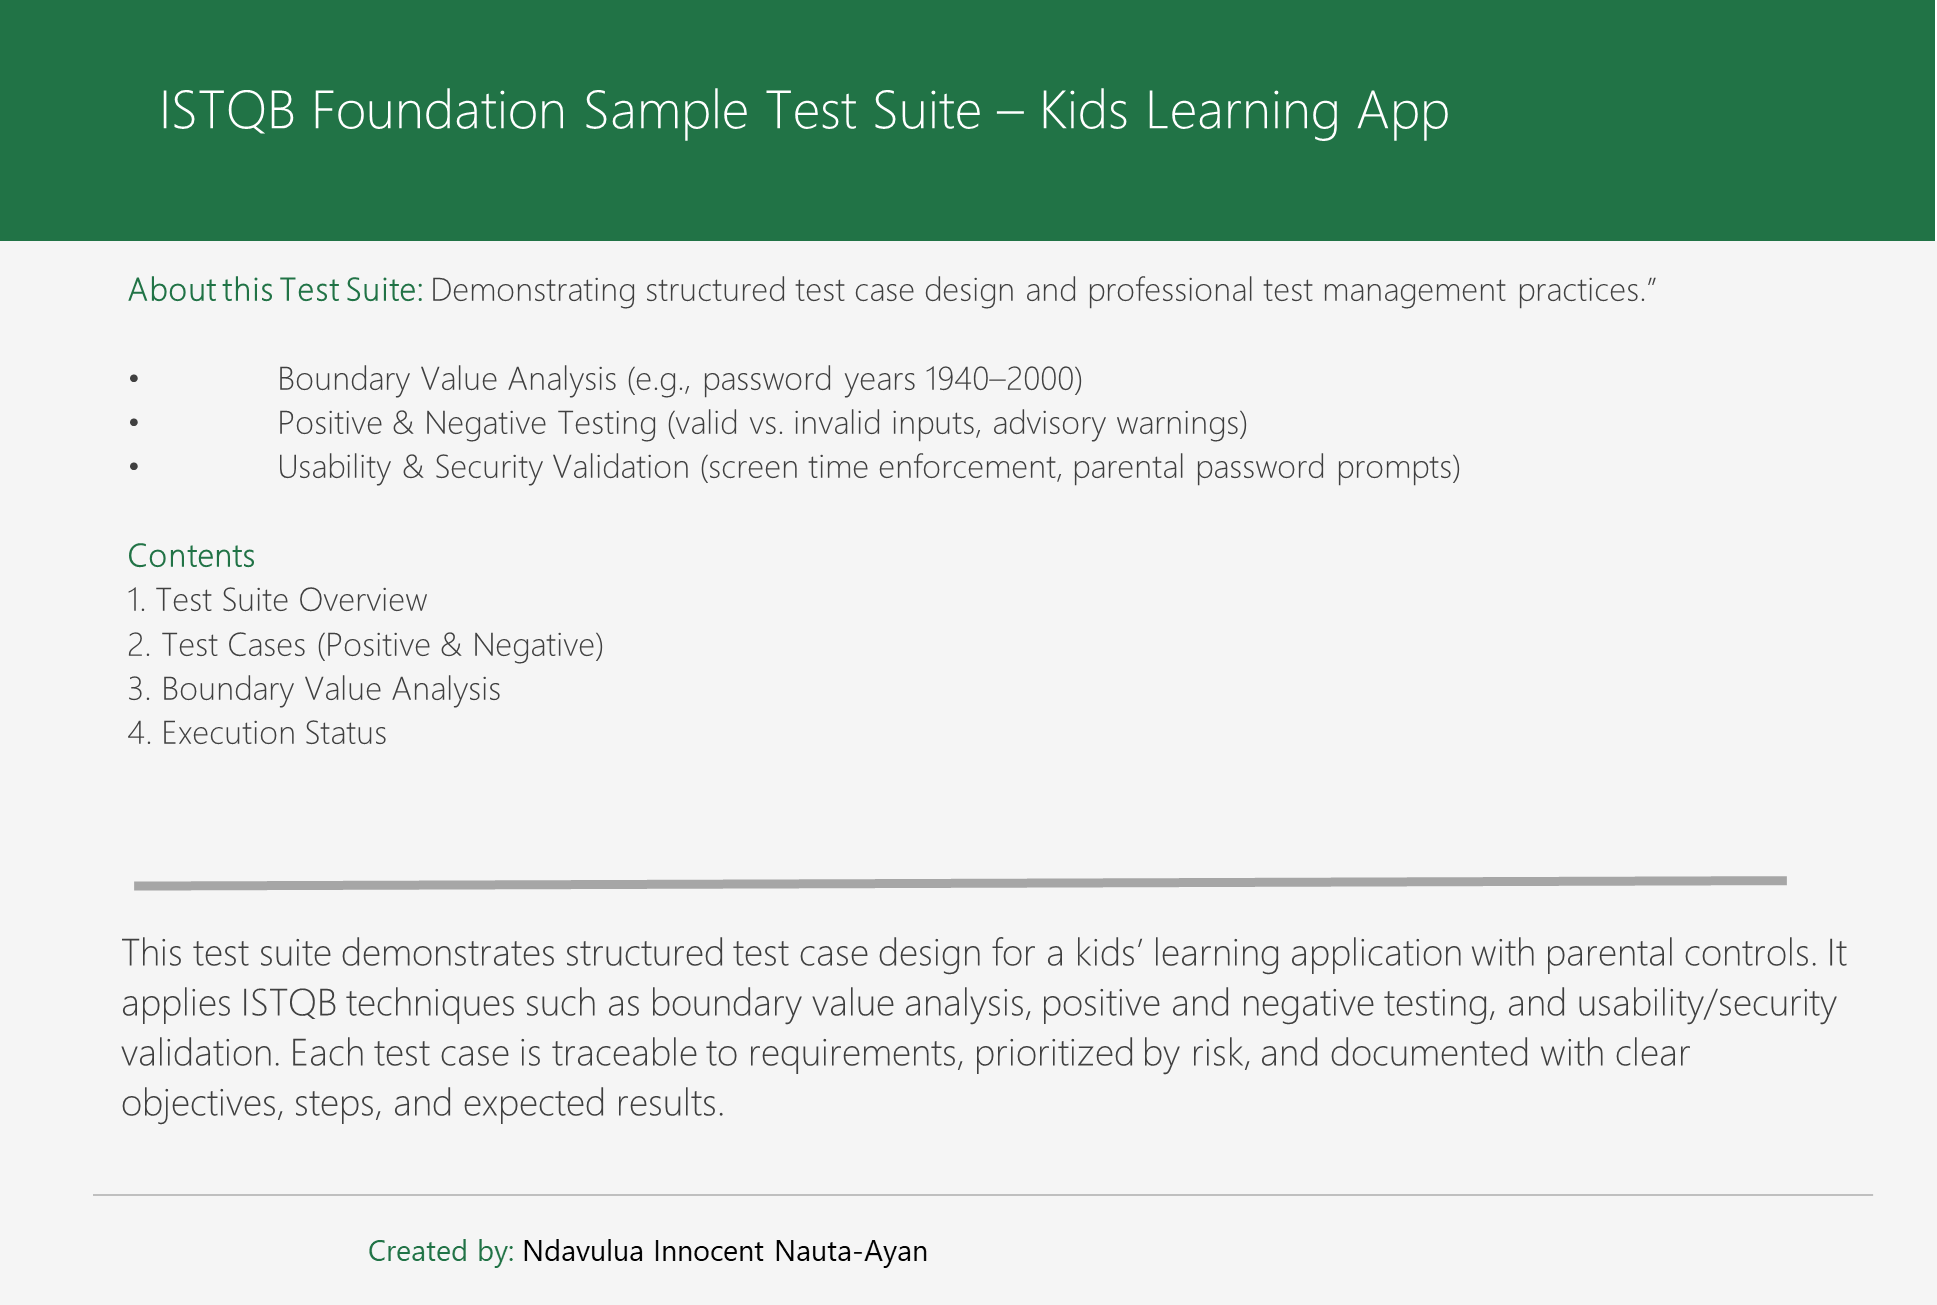 ISTQB Foundation Sample Test Suite – Kids Learning App
About this Test Suite: Demonstrating structured test case design and professional test management practices.”
• Boundary Value Analysis (e.g., password years 1940–2000)
• Positive & Negative Testing (valid vs. invalid inputs, advisory warnings)
• Usability & Security Validation (screen time enforcement, parental password prompts)
Contents
1. Test Suite Overview
2. Test Cases (Positive & Negative)
3. Boundary Value Analysis
4. Execution Status
This test suite demonstrates structured test case design for a kids’ learning application with parental controls. It
applies ISTQB techniques such as boundary value analysis, positive and negative testing, and usability/security
validation. Each test case is traceable to requirements, prioritized by risk, and documented with clear
objectives, steps, and expected results.
Created by: Ndavulua Innocent Nauta-Ayan